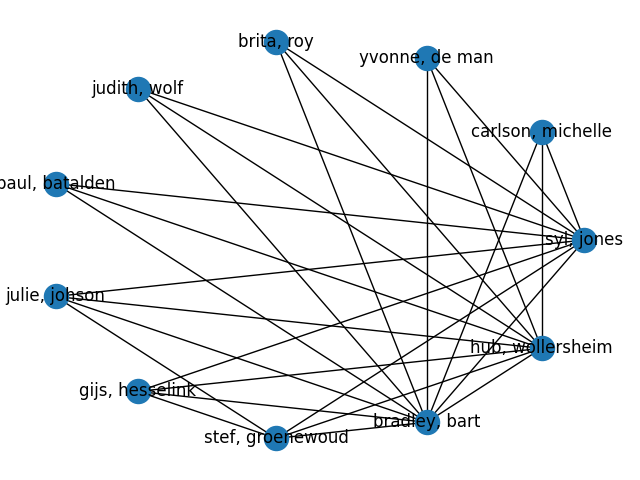 brita, roy
yvonne, de man
judith, wolf
carlson, michelle
paul, batalden
syl, jones
julie, johson
hub, wollersheim
gijs, hesselink
bradley, bart
stef, groenewoud